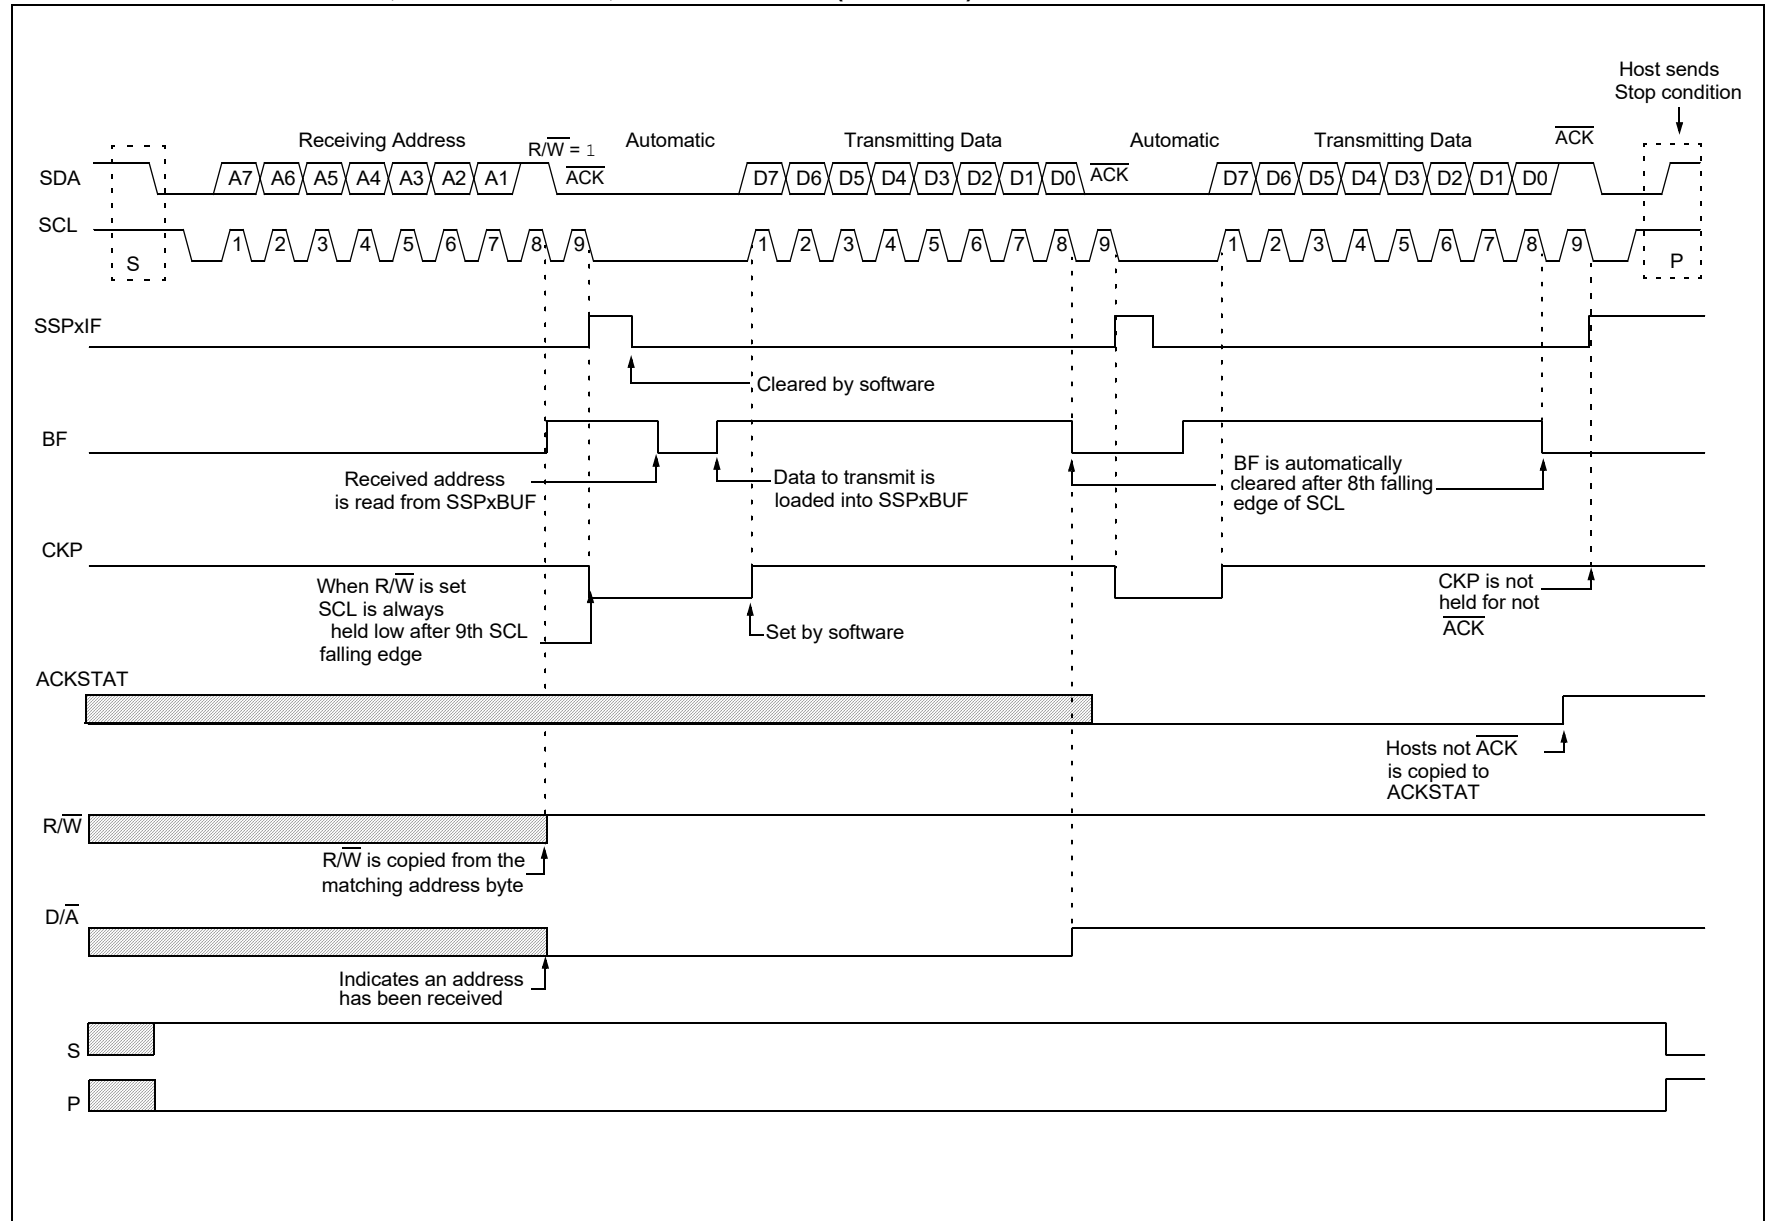 Host sends
Stop condition
Receiving Address
R/W̅ = 1
Automatic
Transmitting Data
Automatic
Transmitting Data
A̅C̅K̅
SDA
A7 A6 A5 A4 A3 A2 A1
A̅C̅K̅
D7 D6 D5 D4 D3 D2 D1 D0
A̅C̅K̅
D7 D6 D5 D4 D3 D2 D1 D0
SCL
1 2 3 4 5 6 7 8 9
1 2 3 4 5 6 7 8 9
1 2 3 4 5 6 7 8 9
S
P
SSPxIF
Cleared by software
BF
Received address
is read from SSPxBUF
Data to transmit is
loaded into SSPxBUF
BF is automatically
cleared after 8th falling
edge of SCL
CKP
When R/W̅ is set
SCL is always
held low after 9th SCL
falling edge
Set by software
CKP is not
held for not
A̅C̅K̅
ACKSTAT
Hosts not A̅C̅K̅
is copied to
ACKSTAT
R/W̅
R/W̅ is copied from the
matching address byte
D/A̅
Indicates an address
has been received
S
P